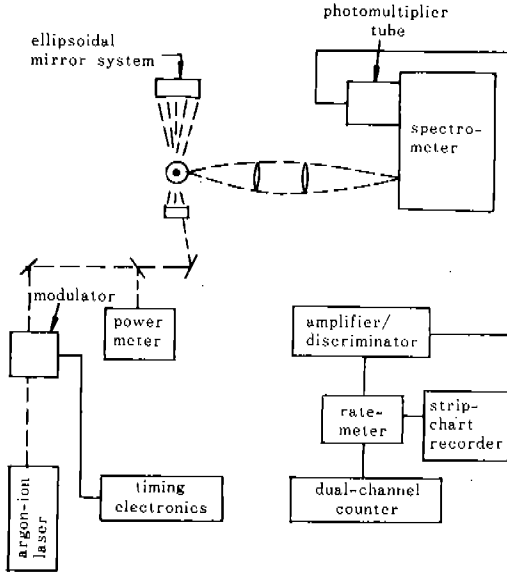 ellipsoidal
mirror system
photomultiplier
tube
spectro-
meter
modulator
power
meter
amplifier/
discriminator
rate-
meter
strip-
chart
recorder
timing
electronics
dual-channel
counter
argon-ion
laser